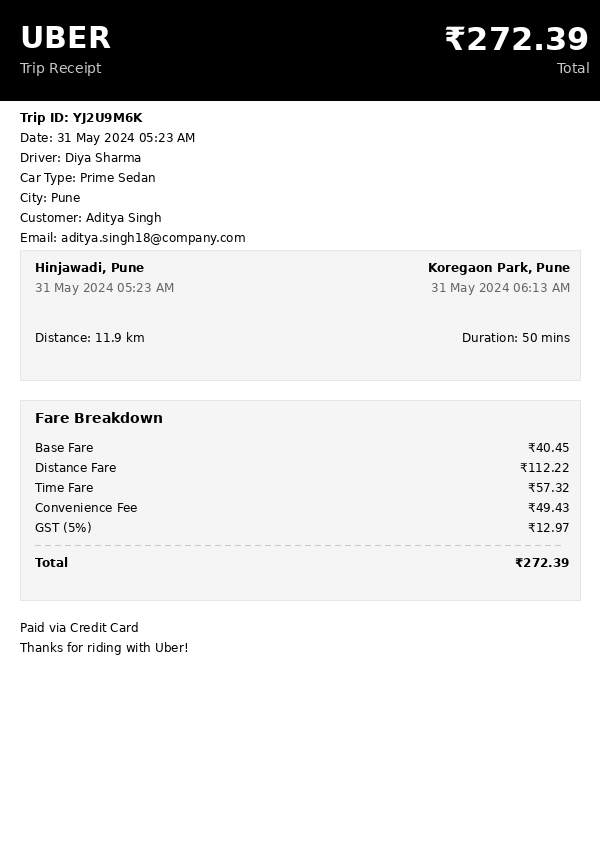 UBER
₹272.39
Trip Receipt
Total
Trip ID: YJ2U9M6K
Date: 31 May 2024 05:23 AM
Driver: Diya Sharma
Car Type: Prime Sedan
City: Pune
Customer: Aditya Singh
Email: aditya.singh18@company.com
Hinjawadi, Pune
Koregaon Park, Pune
31 May 2024 05:23 AM
31 May 2024 06:13 AM
Distance: 11.9 km
Duration: 50 mins
Fare Breakdown
Base Fare ₹40.45
Distance Fare ₹112.22
Time Fare ₹57.32
Convenience Fee ₹49.43
GST (5%) ₹12.97
Total ₹272.39
Paid via Credit Card
Thanks for riding with Uber!